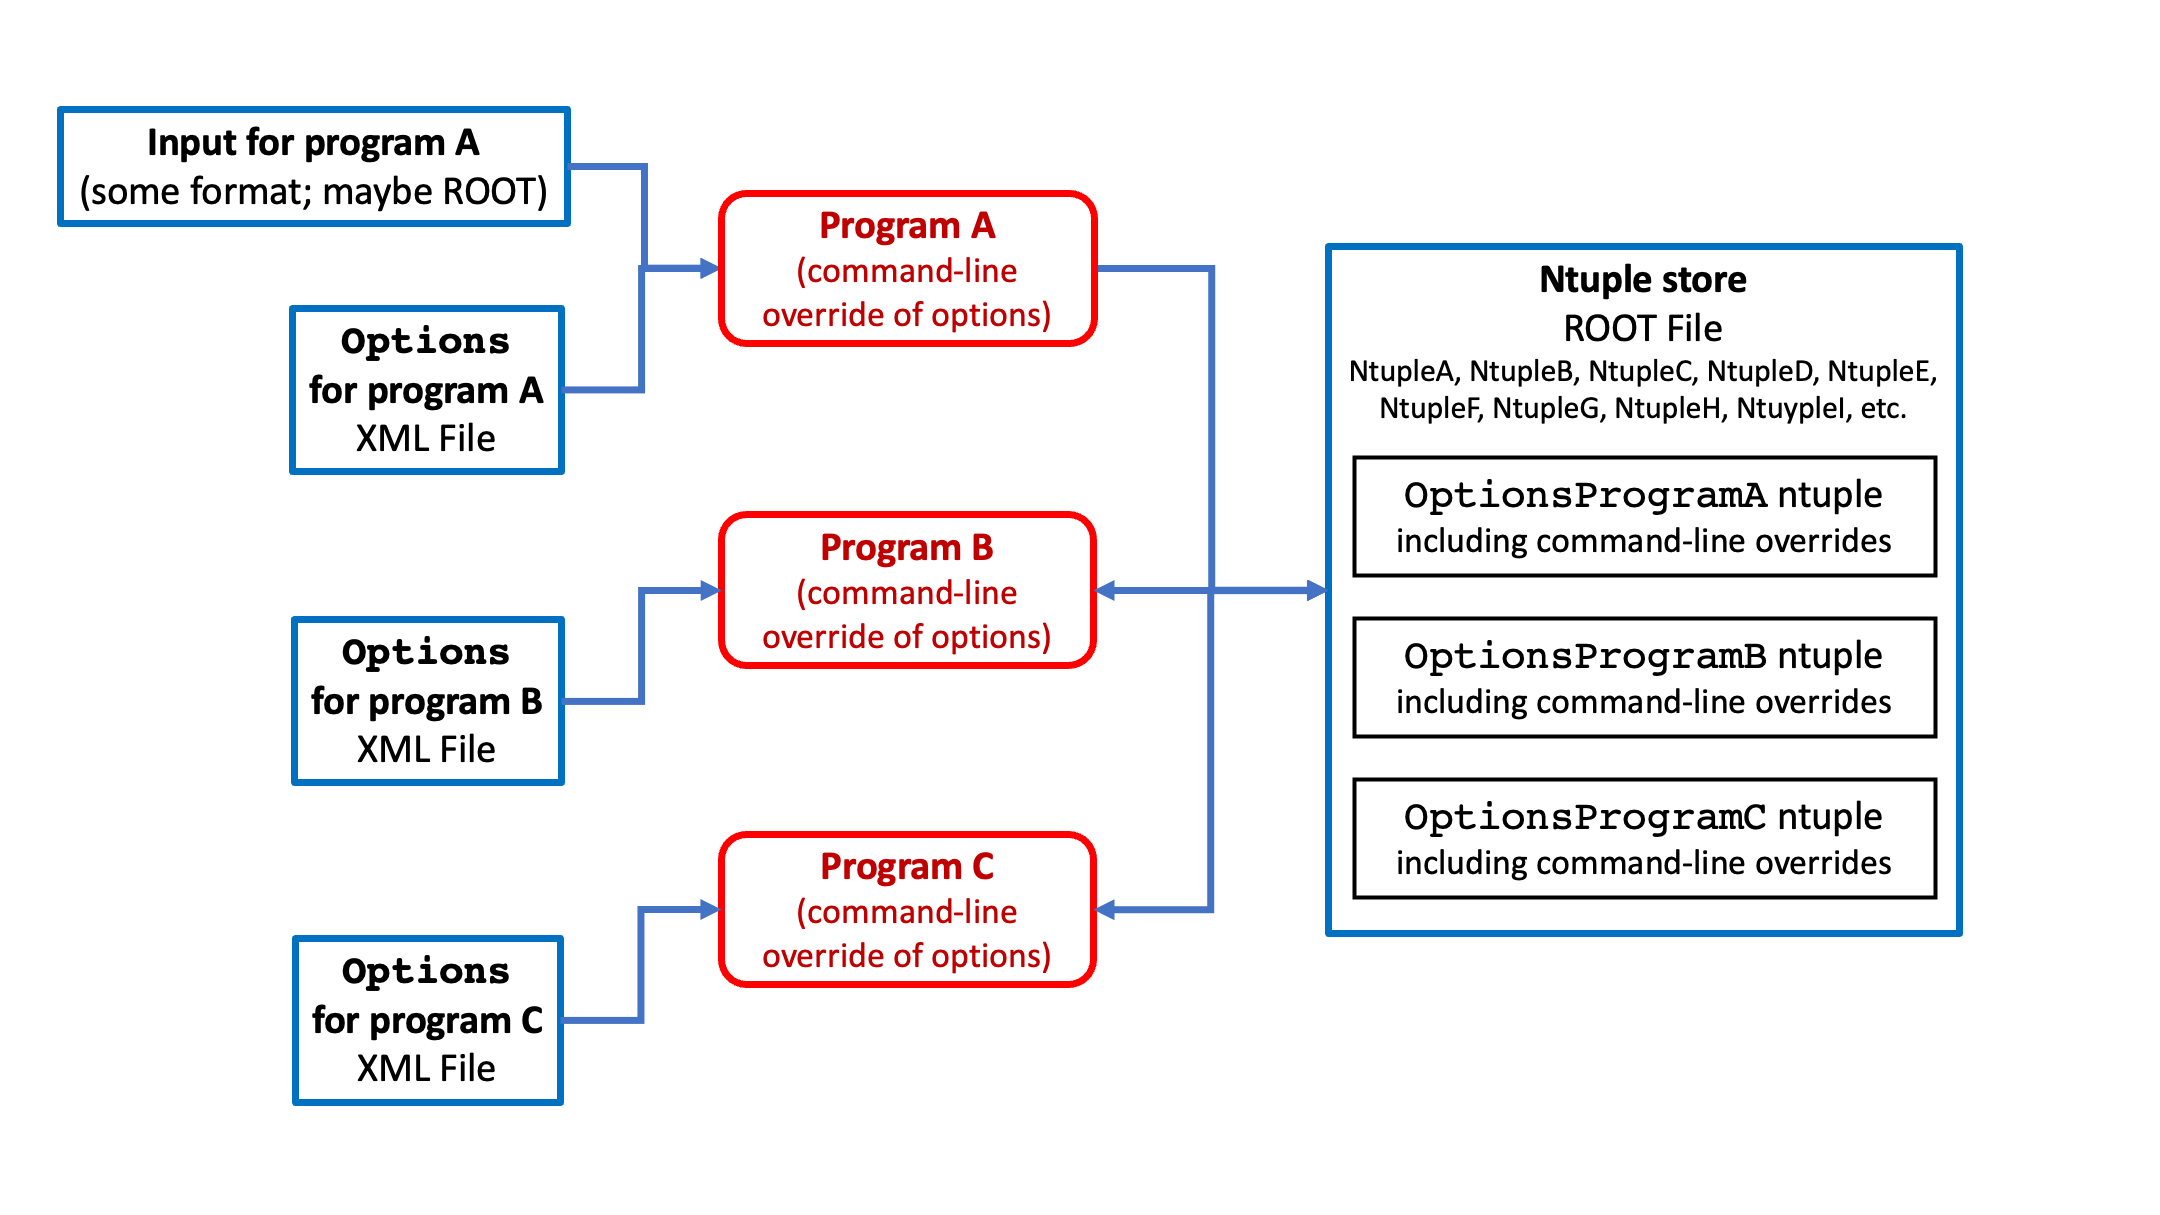 Input for program A
(some format; maybe ROOT)
Options
for program A
XML File
Program A
(command-line
override of options)
Options
for program B
XML File
Program B
(command-line
override of options)
Options
for program C
XML File
Program C
(command-line
override of options)
Ntuple store
ROOT File
NtupleA, NtupleB, NtupleC, NtupleD, NtupleE,
NtupleF, NtupleG, NtupleH, NtuypleI, etc.
OptionsProgramA ntuple
including command-line overrides
OptionsProgramB ntuple
including command-line overrides
OptionsProgramC ntuple
including command-line overrides